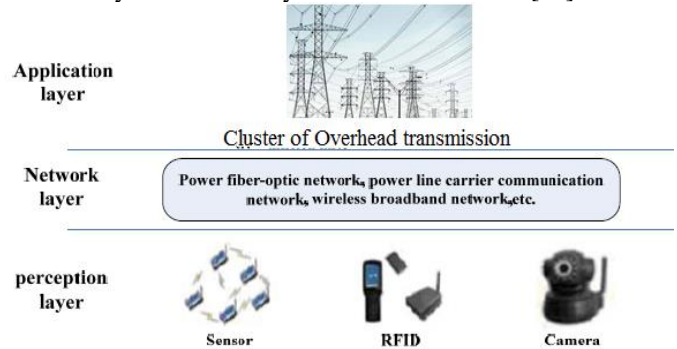 Application
layer
Cluster of Overhead transmission
Network
layer
Power fiber-optic network, power line carrier communication
network, wireless broadband network,etc.
perception
layer
Sensor
RFID
Camera